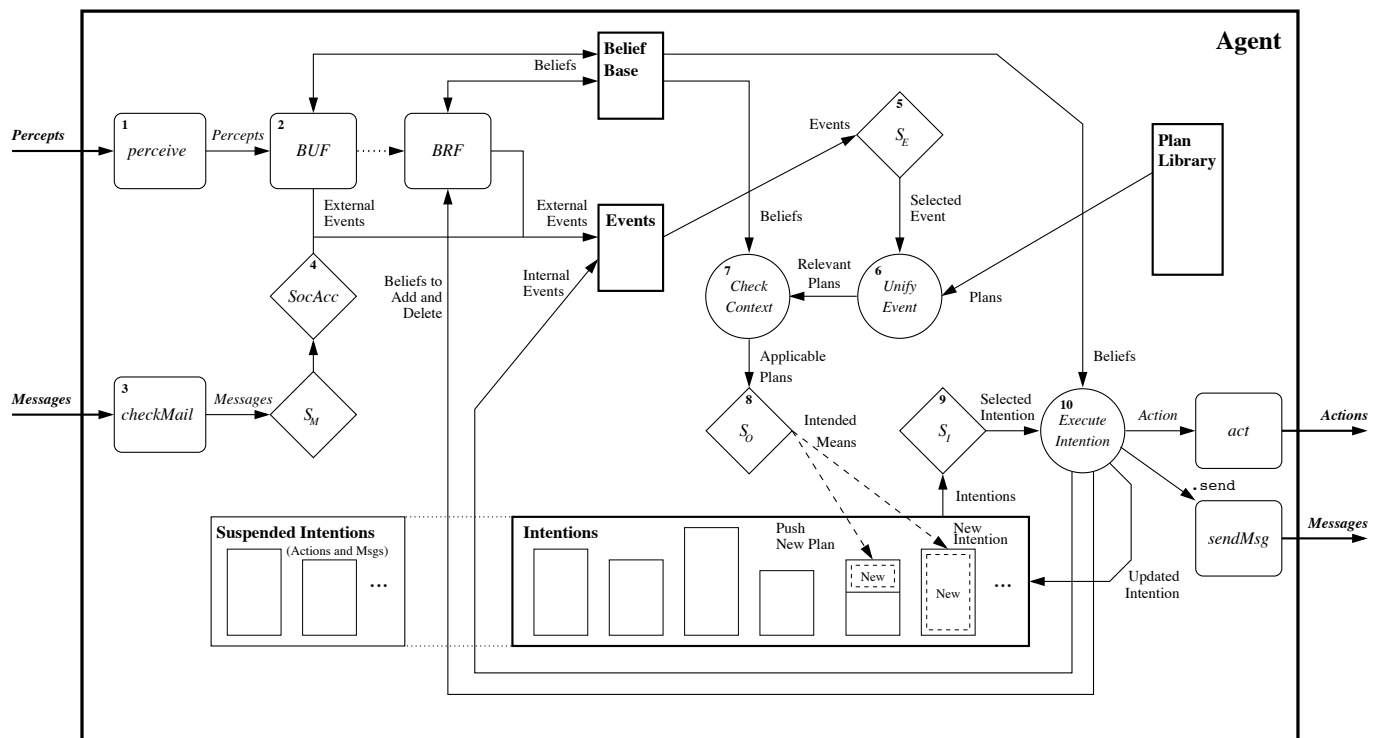 Agent
Belief
Base
Beliefs
Percepts
1
perceive
Percepts
2
BUF
BRF
5
S_E
Events
Plan
Library
External
Events
External
Events
Events
Selected
Event
Beliefs
4
SocAcc
Beliefs to
Add and
Delete
Internal
Events
7
Check
Context
Relevant
Plans
6
Unify
Event
Plans
Applicable
Plans
Beliefs
Messages
3
checkMail
Messages
S_M
8
S_O
Intended
Means
9
S_I
Selected
Intention
10
Execute
Intention
Action
act
Actions
.send
Intentions
Suspended Intentions
(Actions and Msgs)
...
Intentions
Push
New Plan
New
Intention
New
New
...
Updated
Intention
sendMsg
Messages